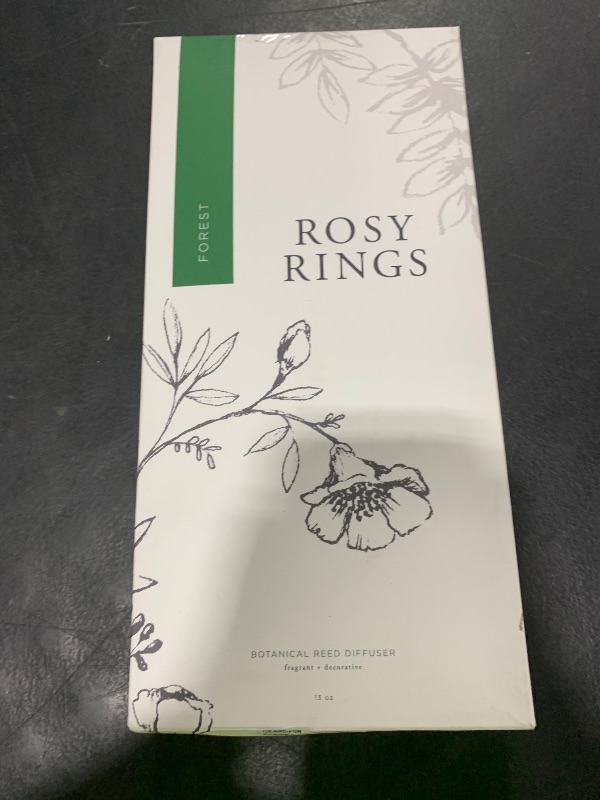 FOREST
ROSY
RINGS
BOTANICAL REED DIFFUSER
fragrant + decorative
13 oz